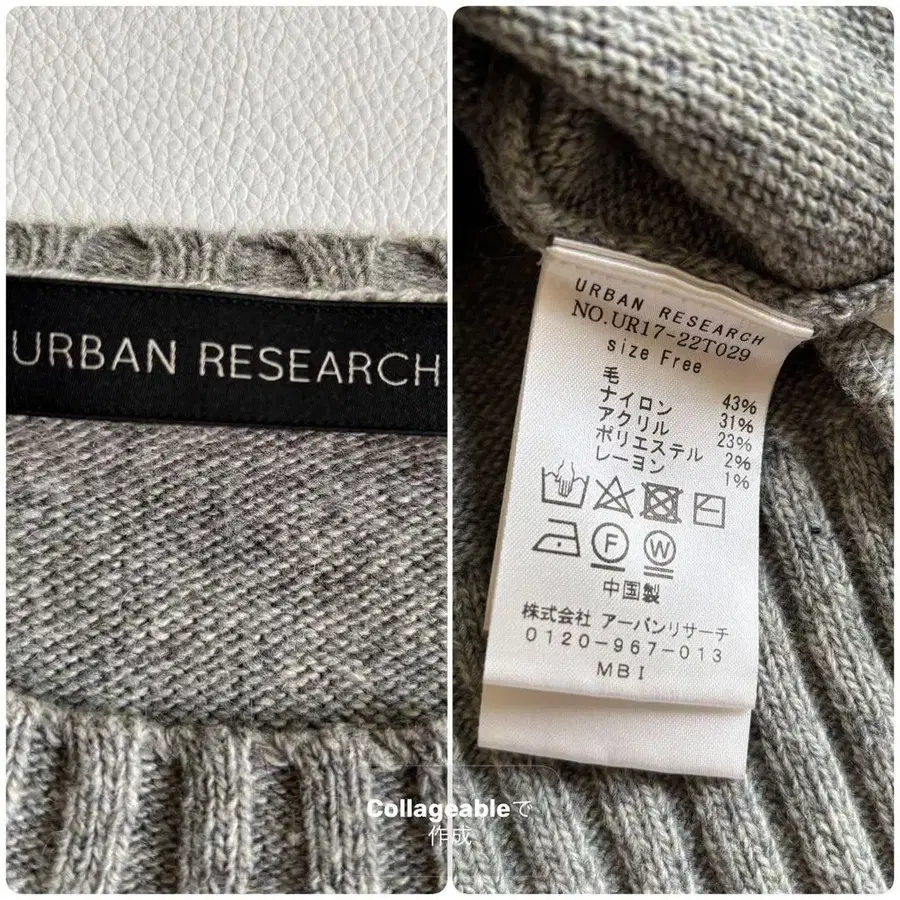 URBAN RESEARCH
URBAN RESEARCH
NO.UR17-22T029
size Free
毛 43%
ナイロン 31%
アクリル 23%
ポリエステル 2%
レーヨン 1%
F W
中国製
株式会社 アーバンリサーチ
0120-967-013
MBI
Collageableで
作成